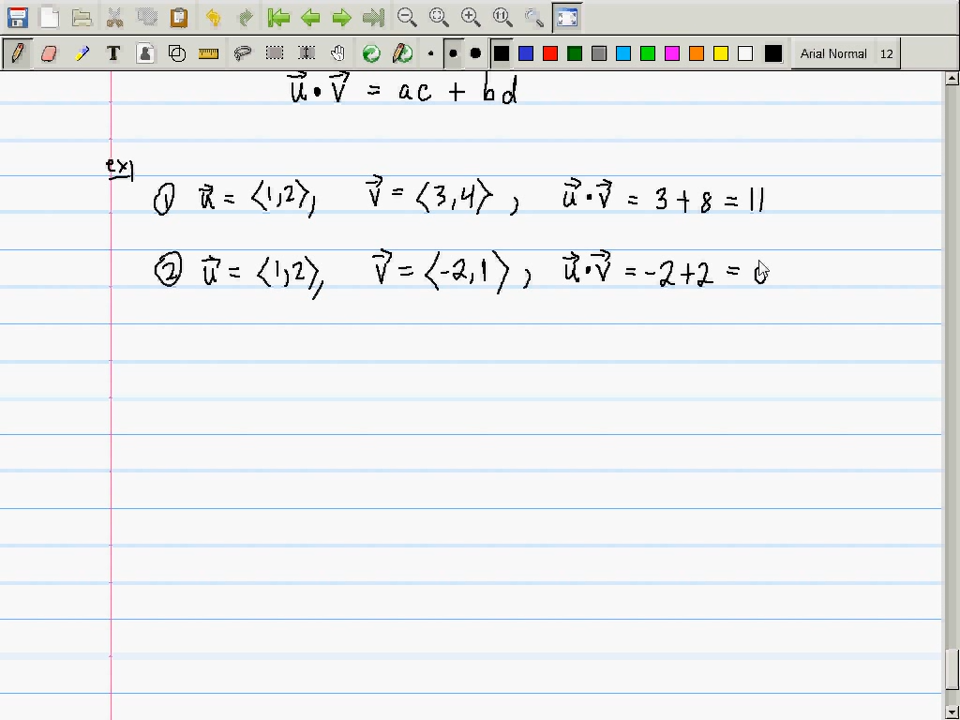 Arial Normal 12
u⃗ • v⃗ = ac + bd
ex)
① u⃗ = ⟨1,2⟩, v⃗ = ⟨3,4⟩, u⃗ • v⃗ = 3 + 8 = 11
② u⃗ = ⟨1,2⟩, v⃗ = ⟨-2,1⟩, u⃗ • v⃗ = -2 + 2 = 0